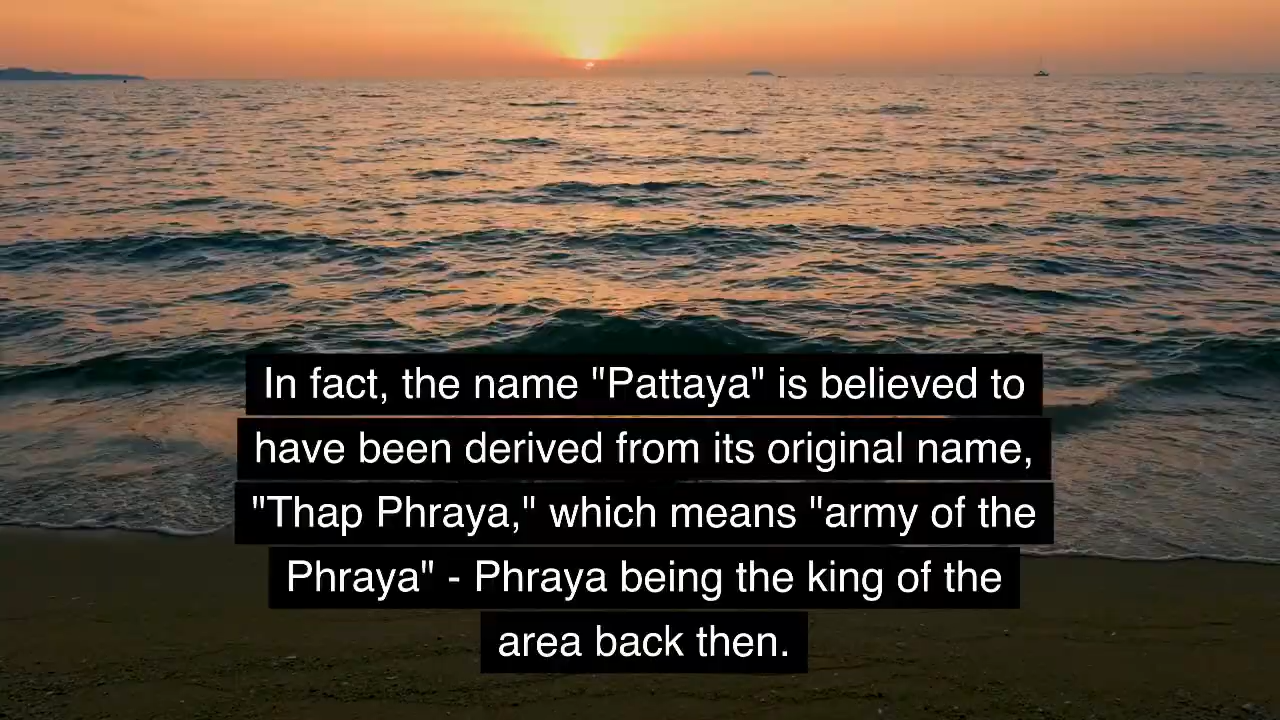 In fact, the name "Pattaya" is believed to
have been derived from its original name,
"Thap Phraya," which means "army of the
Phraya" - Phraya being the king of the
area back then.